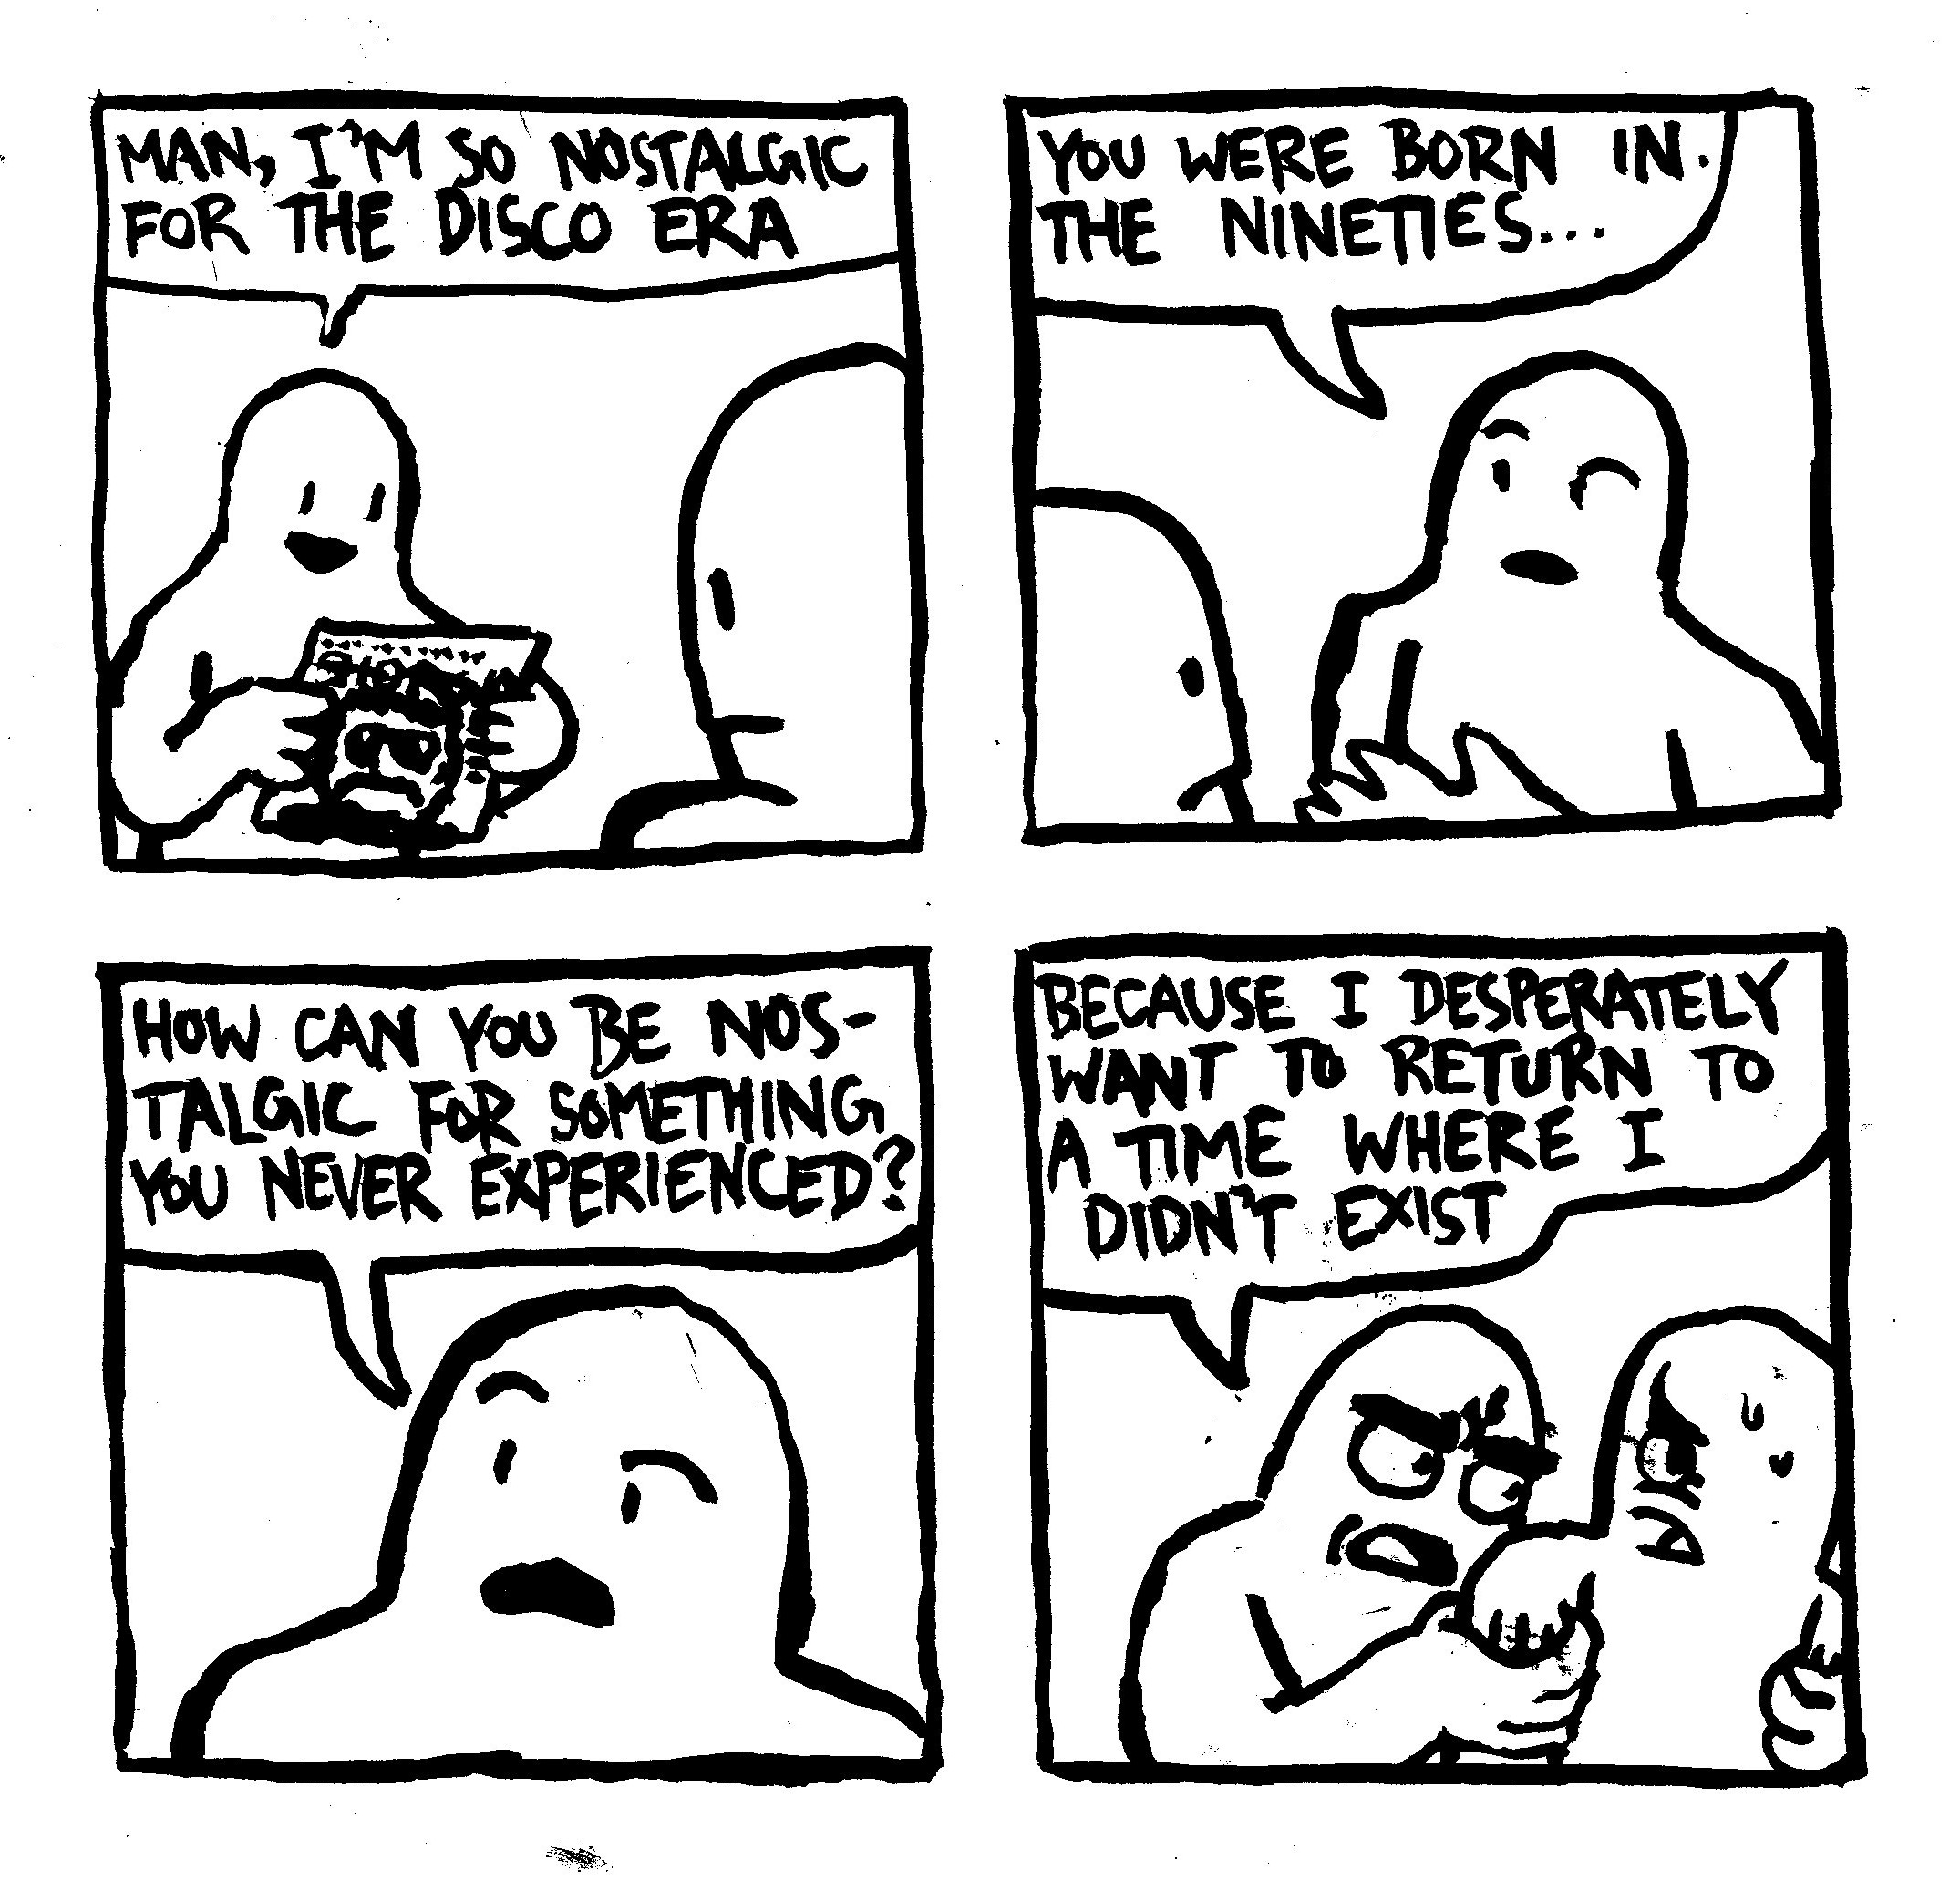 MAN, I'M SO NOSTALGIC
FOR THE DISCO ERA
YOU WERE BORN IN
THE NINETIES...
HOW CAN YOU BE NOS-
TALGIC FOR SOMETHING
YOU NEVER EXPERIENCED?
BECAUSE I DESPERATELY
WANT TO RETURN TO
A TIME WHERE I
DIDN'T EXIST